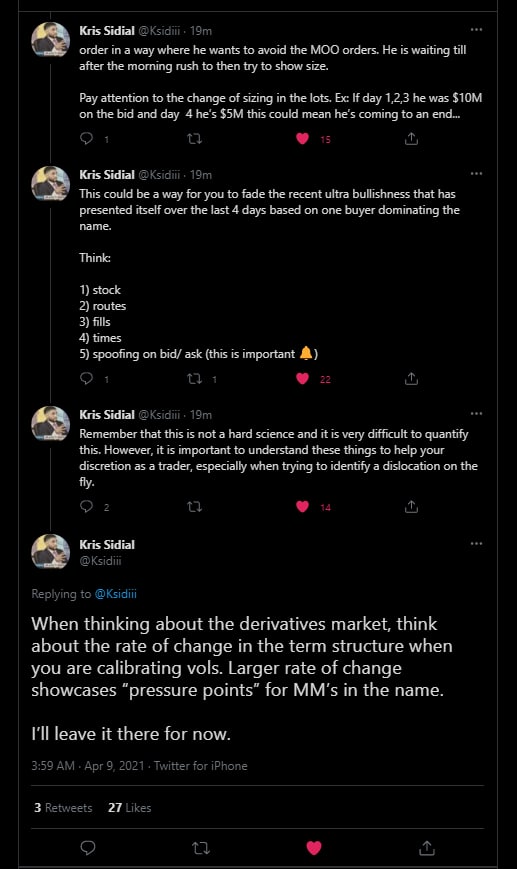 Kris Sidial @Ksidiii · 19m
order in a way where he wants to avoid the MOO orders. He is waiting till
after the morning rush to then try to show size.
Pay attention to the change of sizing in the lots. Ex: If day 1,2,3 he was $10M
on the bid and day  4 he's $5M this could mean he's coming to an end...
1 15
Kris Sidial @Ksidiii · 19m
This could be a way for you to fade the recent ultra bullishness that has
presented itself over the last 4 days based on one buyer dominating the
name.
Think:
1) stock
2) routes
3) fills
4) times
5) spoofing on bid/ ask (this is important 🔔)
1 1 22
Kris Sidial @Ksidiii · 19m
Remember that this is not a hard science and it is very difficult to quantify
this. However, it is important to understand these things to help your
discretion as a trader, especially when trying to identify a dislocation on the
fly.
2 14
Kris Sidial
@Ksidiii
Replying to @Ksidiii
When thinking about the derivatives market, think
about the rate of change in the term structure when
you are calibrating vols. Larger rate of change
showcases “pressure points” for MM’s in the name.
I’ll leave it there for now.
3:59 AM · Apr 9, 2021 · Twitter for iPhone
3 Retweets 27 Likes